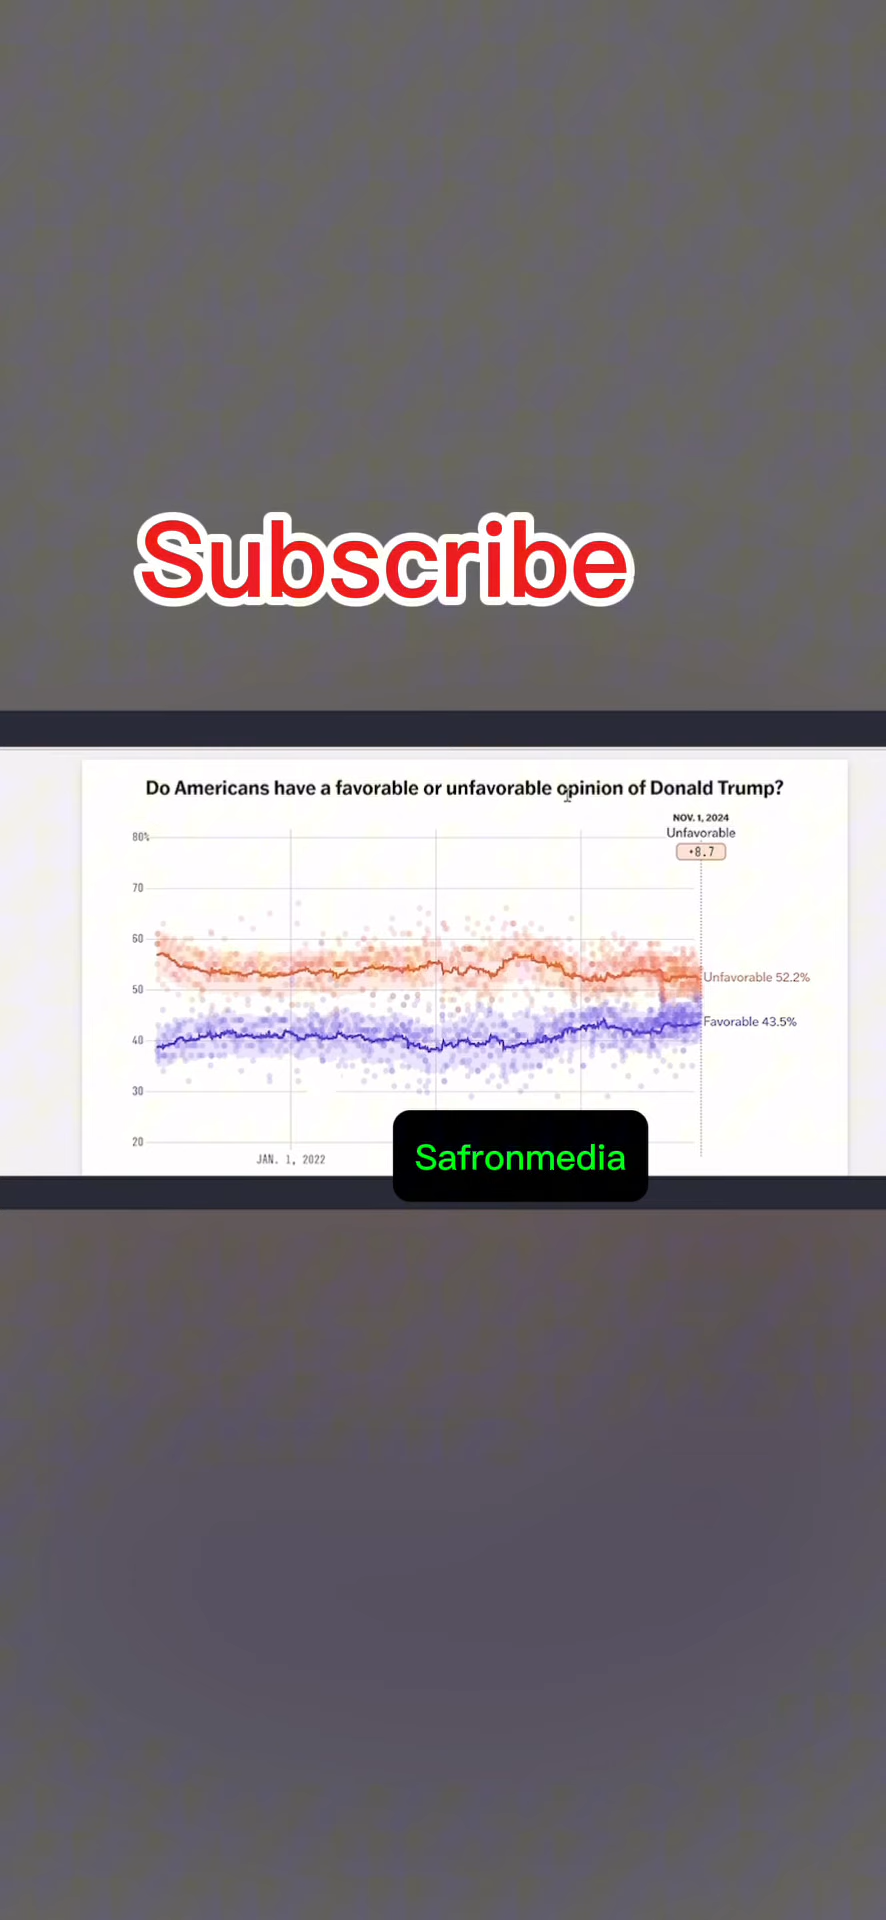 Subscribe
Do Americans have a favorable or unfavorable opinion of Donald Trump?
NOV. 1, 2024
Unfavorable
+8.7
80%
70
60
50
40
30
20
Unfavorable 52.2%
Favorable 43.5%
JAN. 1, 2022
Safronmedia